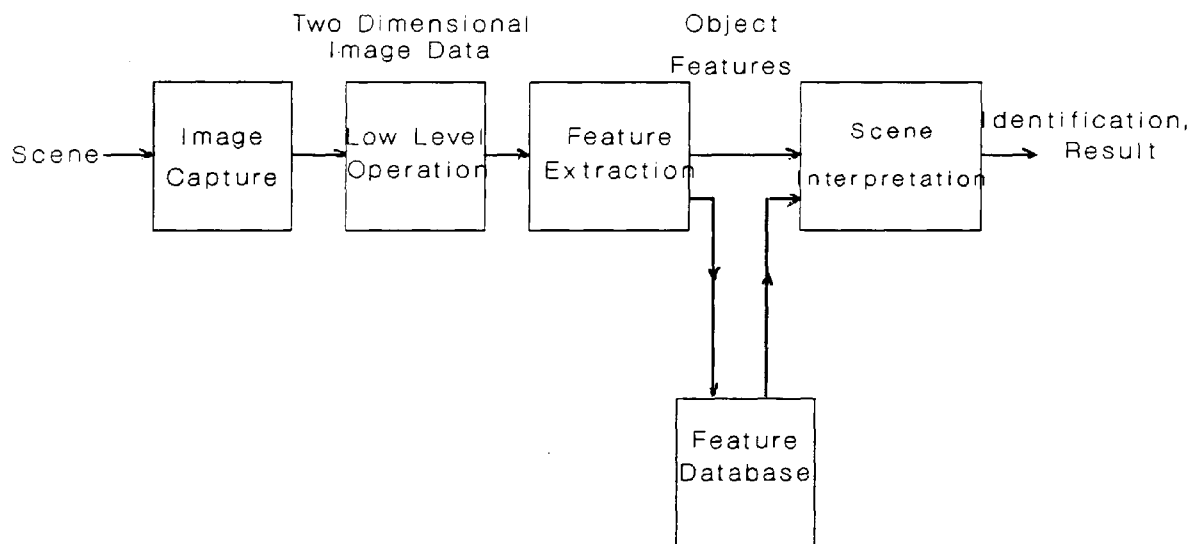 Two Dimensional
Image Data
Object
Features
Scene
Image
Capture
Low Level
Operation
Feature
Extraction
Scene
Interpretation
Identification,
Result
Feature
Database